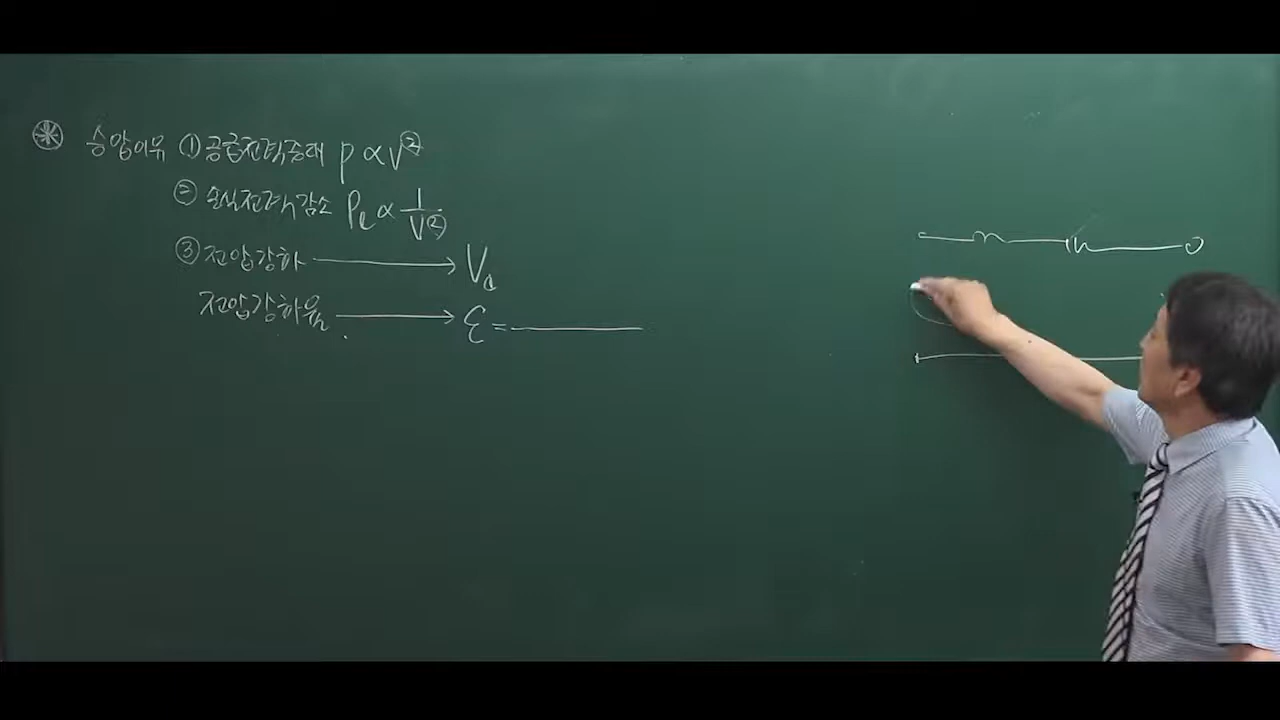 승압이유 ① 공급전력증대 P ∝ V²
② 손실전력 감소 Pℓ ∝ 1/V²
③ 전압강하 → Vd
전압강하율 → ε =